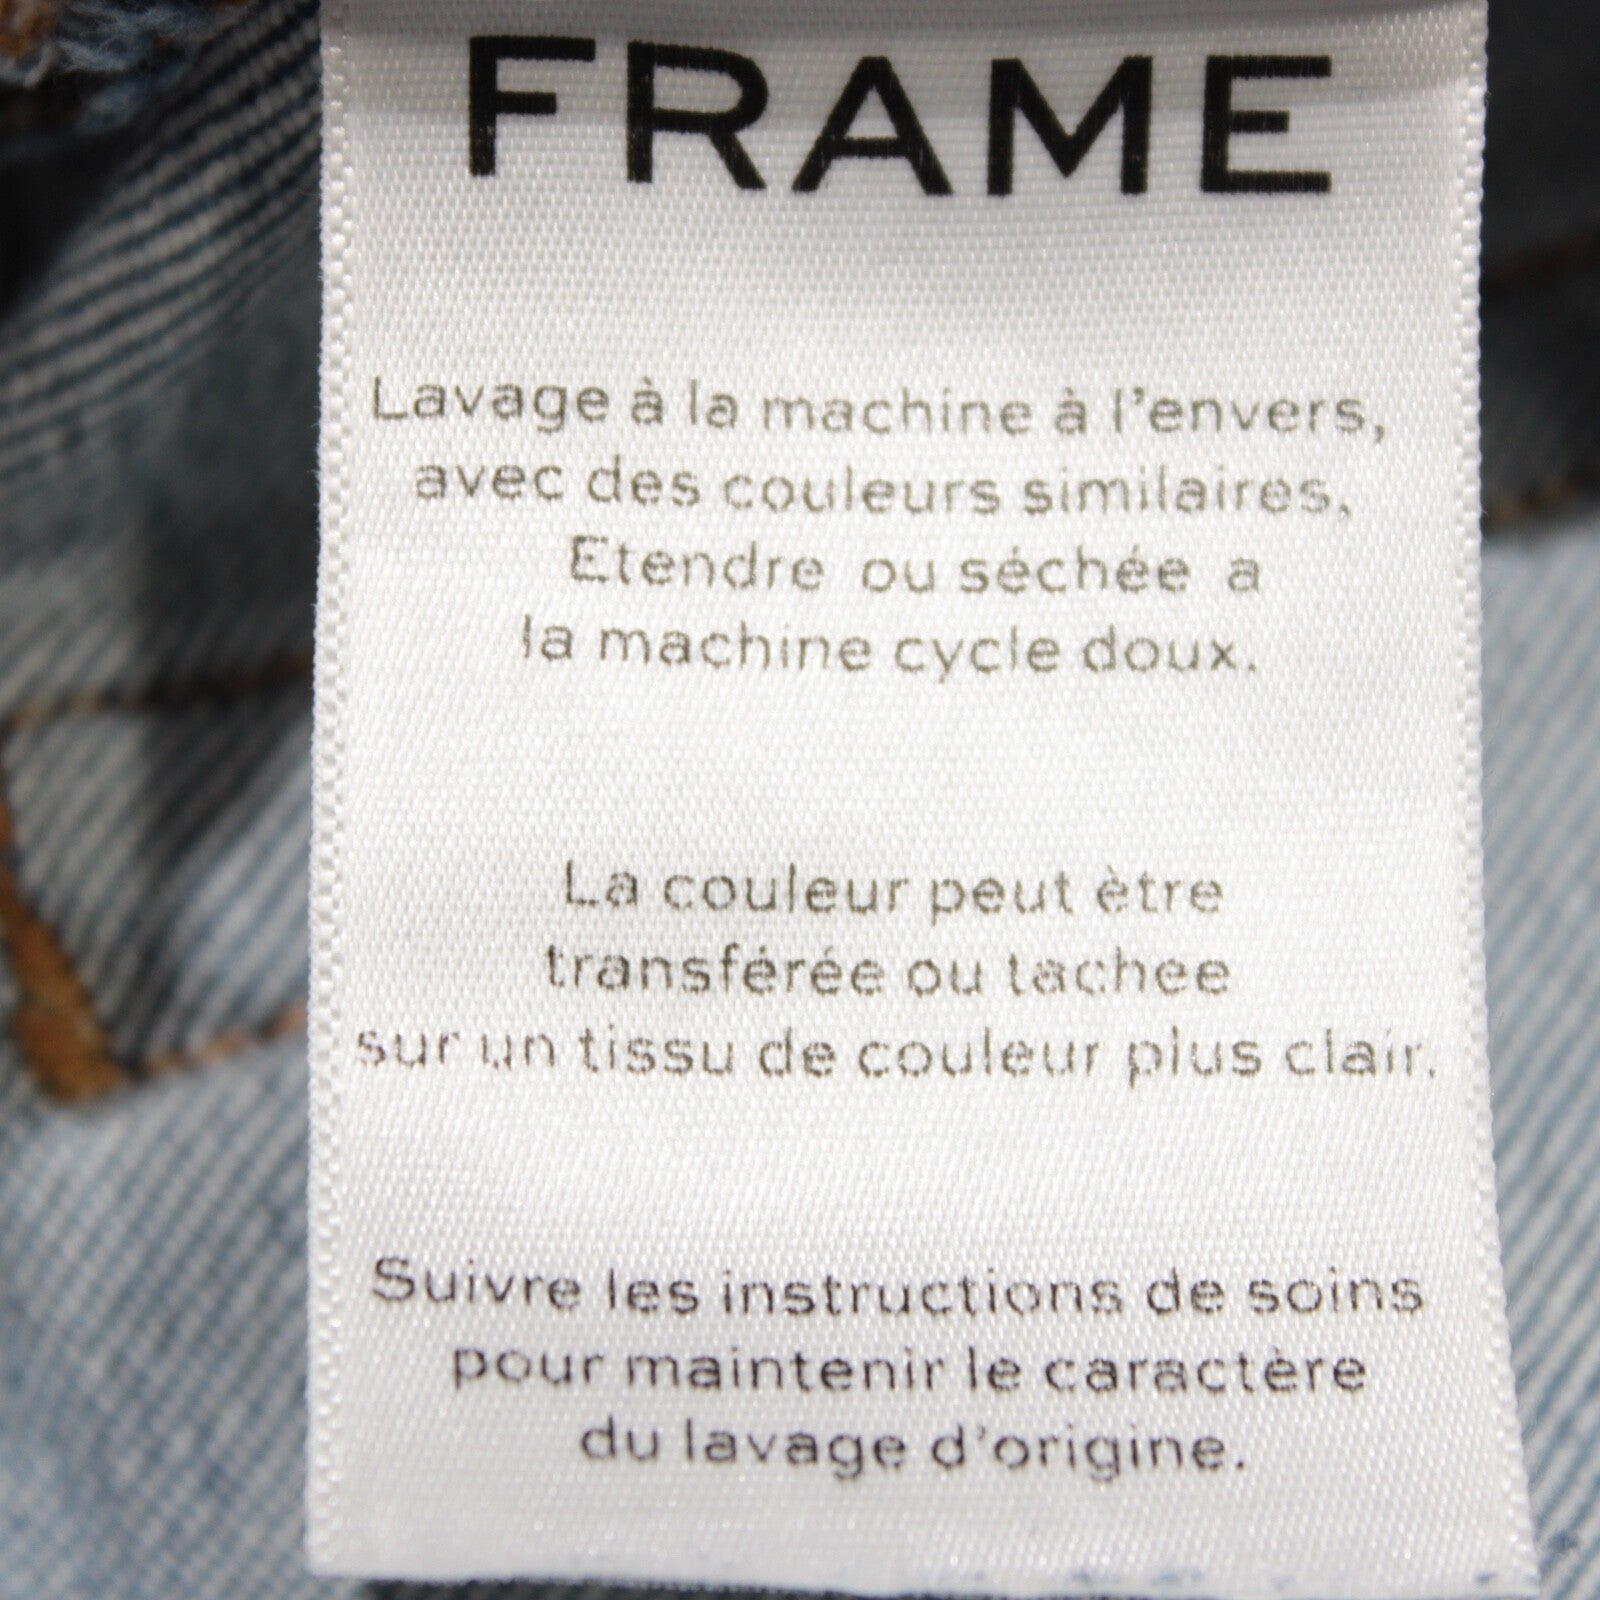 FRAME
Lavage à la machine à l'envers,
avec des couleurs similaires,
Etendre ou séchée a
la machine cycle doux.
La couleur peut être
transférée ou tachee
sur un tissu de couleur plus clair.
Suivre les instructions de soins
pour maintenir le caractère
du lavage d'origine.